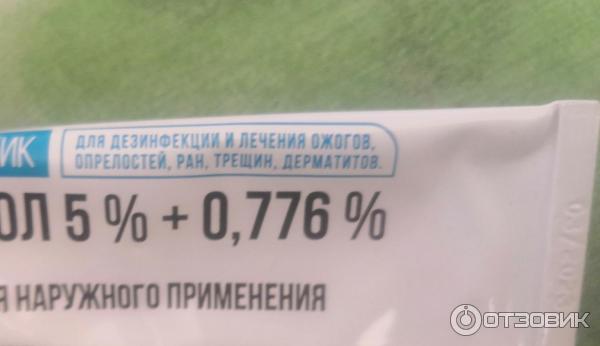 ИК
ДЛЯ ДЕЗИНФЕКЦИИ И ЛЕЧЕНИЯ ОЖОГОВ,
ОПРЕЛОСТЕЙ, РАН, ТРЕЩИН, ДЕРМАТИТОВ.
ОЛ 5 % + 0,776 %
Я НАРУЖНОГО ПРИМЕНЕНИЯ
ОТЗОВИК